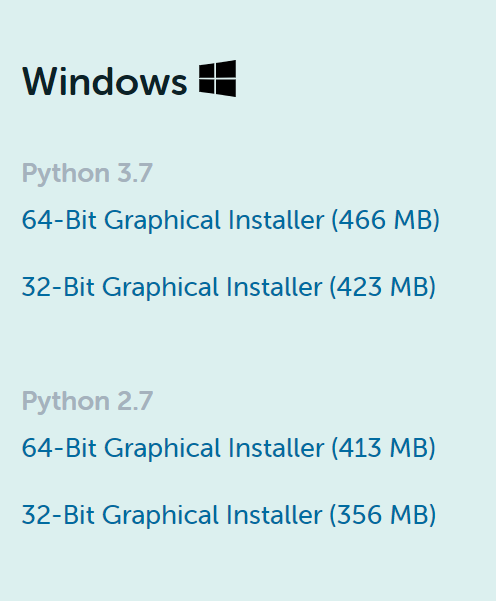 Windows
Python 3.7
64-Bit Graphical Installer (466 MB)
32-Bit Graphical Installer (423 MB)
Python 2.7
64-Bit Graphical Installer (413 MB)
32-Bit Graphical Installer (356 MB)